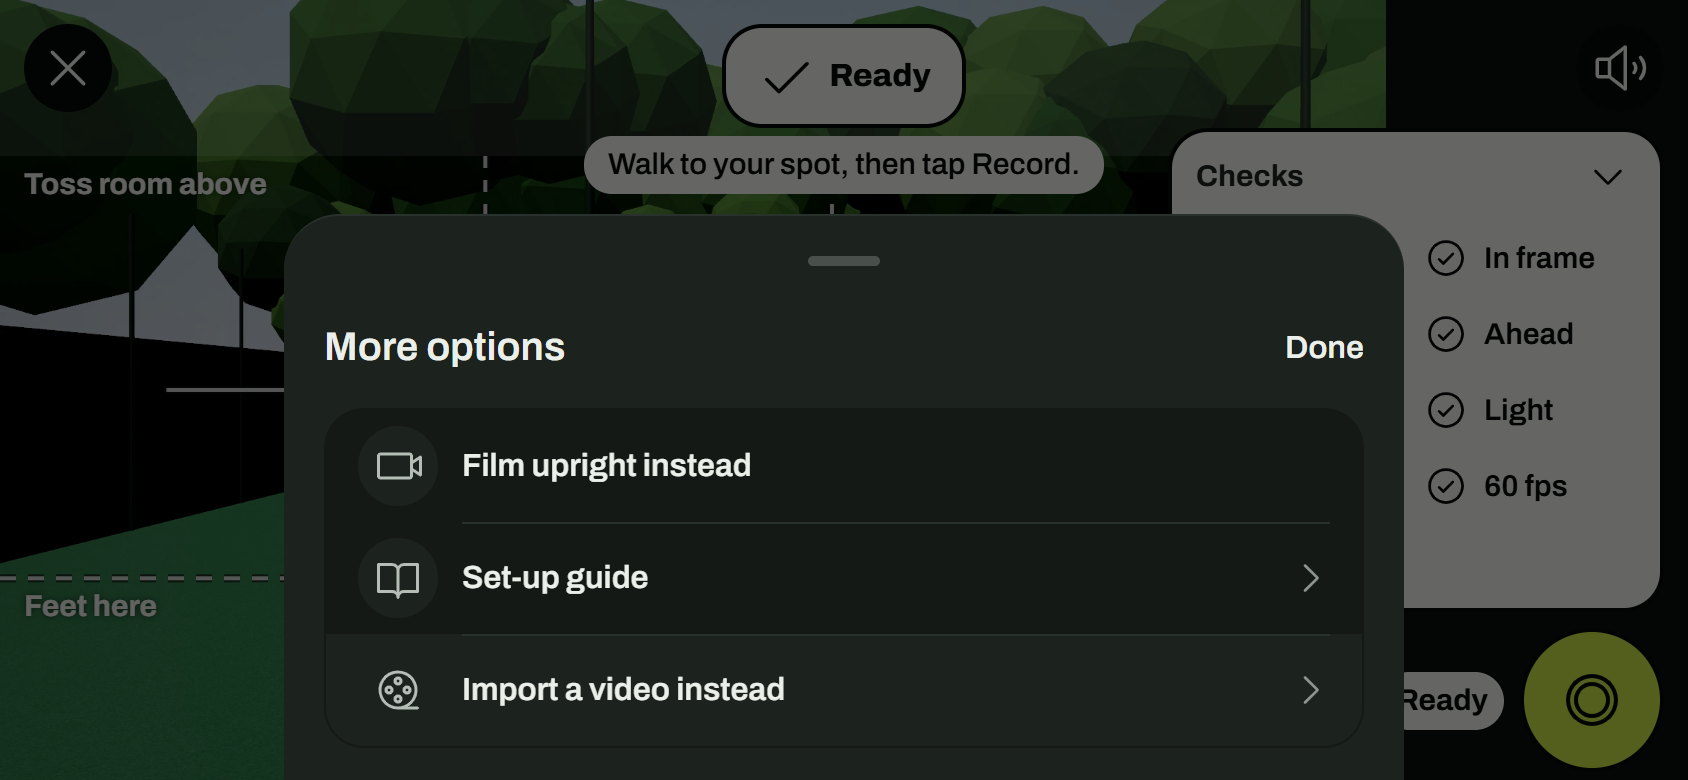 Ready
Walk to your spot, then tap Record.
Toss room above
Checks
In frame
Ahead
Light
60 fps
More options
Done
Film upright instead
Set-up guide
Import a video instead
Feet here
Ready